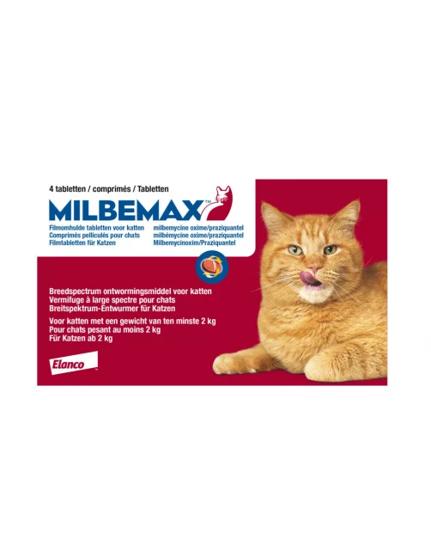 4 tabletten / comprimés / Tabletten
MILBEMAX™
Filmomhulde tabletten voor katten milbemycine oxime/praziquantel
Comprimés pelliculés pour chats milbémycine oxime/praziquantel
Filmtabletten für Katzen Milbemycinoxim/Praziquantel
Breedspectrum ontwormingsmiddel voor katten
Vermifuge à large spectre pour chats
Breitspektrum-Entwurmer für Katzen
Voor katten met een gewicht van ten minste 2 kg
Pour chats pesant au moins 2 kg
Für Katzen ab 2 kg
Elanco